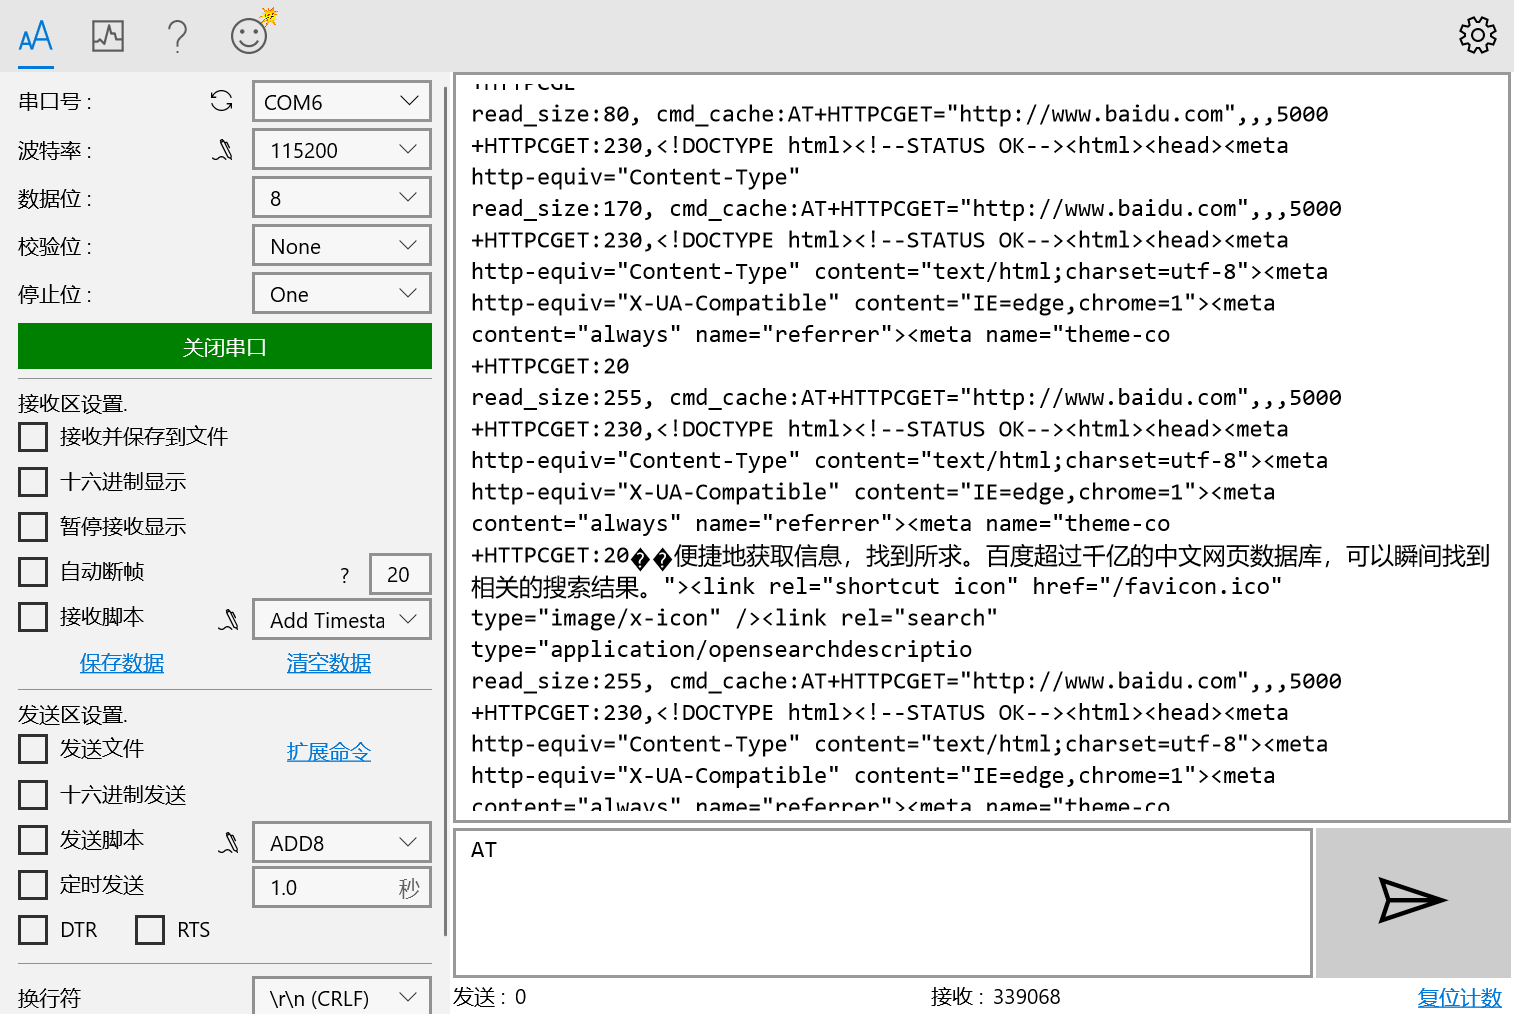 串口号 :
COM6
波特率 :
115200
数据位 :
8
校验位 :
None
停止位 :
One
关闭串口
接收区设置.
接收并保存到文件
十六进制显示
暂停接收显示
自动断帧
?
20
接收脚本
Add Timesta
保存数据
清空数据
发送区设置.
发送文件
扩展命令
十六进制发送
发送脚本
ADD8
定时发送
1.0
秒
DTR
RTS
换行符
\r\n (CRLF)
+HTTPCGE
read_size:80, cmd_cache:AT+HTTPCGET="http://www.baidu.com",,,5000
+HTTPCGET:230,<!DOCTYPE html><!--STATUS OK--><html><head><meta
http-equiv="Content-Type"
read_size:170, cmd_cache:AT+HTTPCGET="http://www.baidu.com",,,5000
+HTTPCGET:230,<!DOCTYPE html><!--STATUS OK--><html><head><meta
http-equiv="Content-Type" content="text/html;charset=utf-8"><meta
http-equiv="X-UA-Compatible" content="IE=edge,chrome=1"><meta
content="always" name="referrer"><meta name="theme-co
+HTTPCGET:20
read_size:255, cmd_cache:AT+HTTPCGET="http://www.baidu.com",,,5000
+HTTPCGET:230,<!DOCTYPE html><!--STATUS OK--><html><head><meta
http-equiv="Content-Type" content="text/html;charset=utf-8"><meta
http-equiv="X-UA-Compatible" content="IE=edge,chrome=1"><meta
content="always" name="referrer"><meta name="theme-co
+HTTPCGET:20��便捷地获取信息，找到所求。百度超过千亿的中文网页数据库，可以瞬间找到
相关的搜索结果。"><link rel="shortcut icon" href="/favicon.ico"
type="image/x-icon" /><link rel="search"
type="application/opensearchdescriptio
read_size:255, cmd_cache:AT+HTTPCGET="http://www.baidu.com",,,5000
+HTTPCGET:230,<!DOCTYPE html><!--STATUS OK--><html><head><meta
http-equiv="Content-Type" content="text/html;charset=utf-8"><meta
http-equiv="X-UA-Compatible" content="IE=edge,chrome=1"><meta
content="always" name="referrer"><meta name="theme-co
AT
发送 : 0
接收 : 339068
复位计数